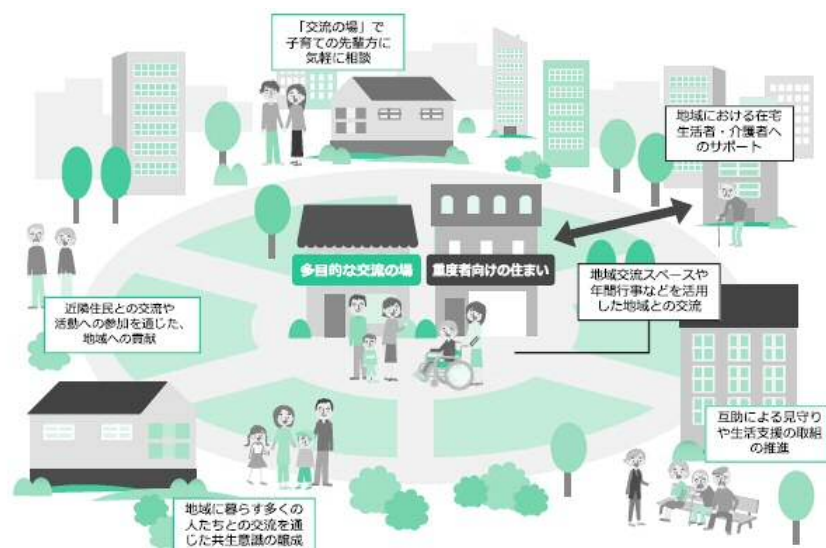 「交流の場」で
子育ての先輩方に
気軽に相談
地域における在宅
生活者・介護者へ
のサポート
多目的な交流の場
重度者向けの住まい
地域交流スペースや
年間行事などを活用
した地域との交流
近隣住民との交流や
活動への参加を通じた、
地域への貢献
互助による見守り
や生活支援の取組
の推進
地域に暮らす多くの
人たちとの交流を通
じた共生意識の醸成